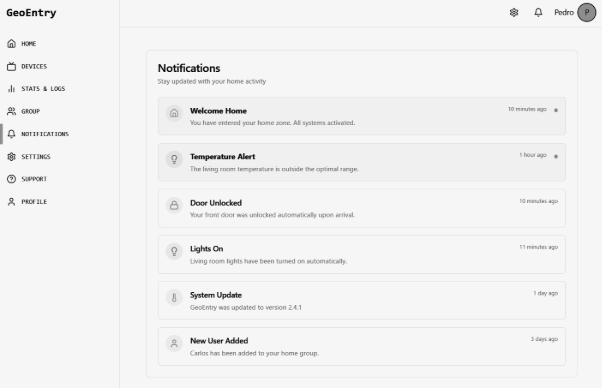 GeoEntry
Pedro P
HOME
DEVICES
STATS & LOGS
GROUP
NOTIFICATIONS
SETTINGS
SUPPORT
PROFILE
Notifications
Stay updated with your home activity
Welcome Home
10 minutes ago
You have entered your home zone. All systems activated.
Temperature Alert
1 hour ago
The living room temperature is outside the optimal range.
Door Unlocked
10 minutes ago
Your front door was unlocked automatically upon arrival.
Lights On
11 minutes ago
Living room lights have been turned on automatically.
System Update
1 day ago
GeoEntry was updated to version 2.4.1
New User Added
3 days ago
Carlos has been added to your home group.